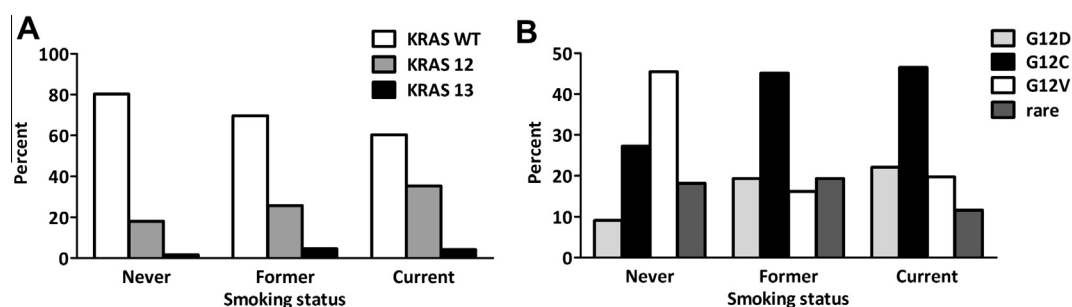 A
KRAS WT
KRAS 12
KRAS 13
100
80
60
40
20
0
Percent
Never Former Current
Smoking status
B
G12D
G12C
G12V
rare
50
40
30
20
10
0
Percent
Never Former Current
Smoking status